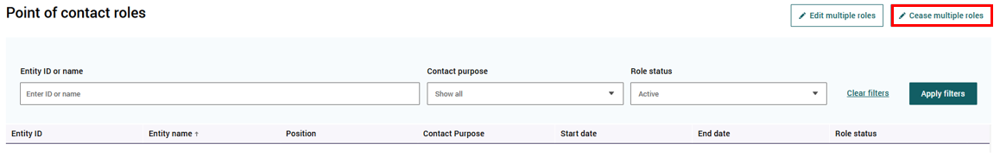 Point of contact roles
Edit multiple roles
Cease multiple roles
Entity ID or name
Contact purpose
Role status
Enter ID or name
Show all
Active
Clear filters
Apply filters
Entity ID
Entity name ↑
Position
Contact Purpose
Start date
End date
Role status